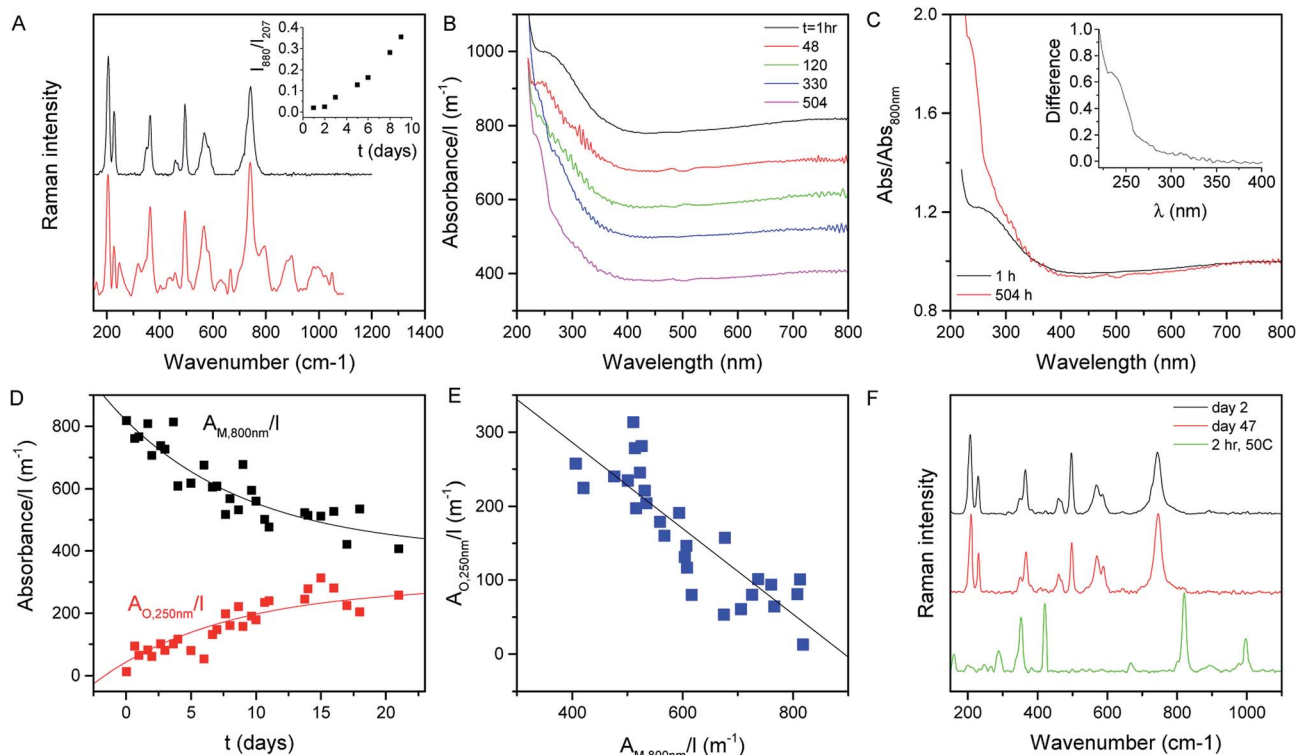 A
I880/I207
0.4
0.3
0.2
0.1
0.0
0 2 4 6 8 10
t (days)
Raman intensity
200 400 600 800 1000 1200 1400
Wavenumber (cm-1)
B
t=1hr
48
120
330
504
1000
800
600
400
Absorbance/l (m-1)
200 300 400 500 600 700 800
Wavelength (nm)
C
2.0
1.6
1.2
0.8
Abs/Abs800nm
Difference
1.0
0.8
0.6
0.4
0.2
0.0
250 300 350 400
λ (nm)
1 h
504 h
200 300 400 500 600 700 800
Wavelength (nm)
D
800
600
400
200
0
Absorbance/l (m-1)
AM,800nm/l
AO,250nm/l
0 5 10 15 20
t (days)
E
300
200
100
0
AO,250nm/l (m-1)
400 600 800
AM,800nm/l (m-1)
F
day 2
day 47
2 hr, 50C
Raman intensity
200 400 600 800 1000
Wavenumber (cm-1)